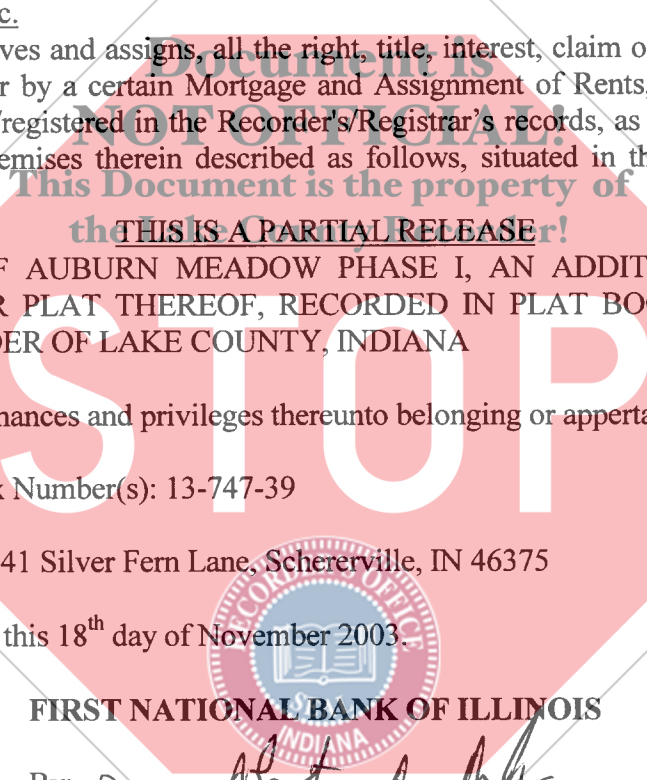 c.
ves and assigns, all the right, title, interest, claim o
Document is
r by a certain Mortgage and Assignment of Rents,
NOT OFFICIAL!
/registered in the Recorder's/Registrar's records, as
emises therein described as follows, situated in th
This Document is the property of
the Lake County Recorder!
THIS IS A PARTIAL RELEASE
F AUBURN MEADOW PHASE I, AN ADDIT
R PLAT THEREOF, RECORDED IN PLAT BO
DER OF LAKE COUNTY, INDIANA
STOP
nances and privileges thereunto belonging or apperta
x Number(s): 13-747-39
41 Silver Fern Lane, Schererville, IN 46375
RECORDER'S OFFICE
this 18th day of November 2003.
SEAL
FIRST NATIONAL BANK OF ILLINOIS
INDIANA
By: